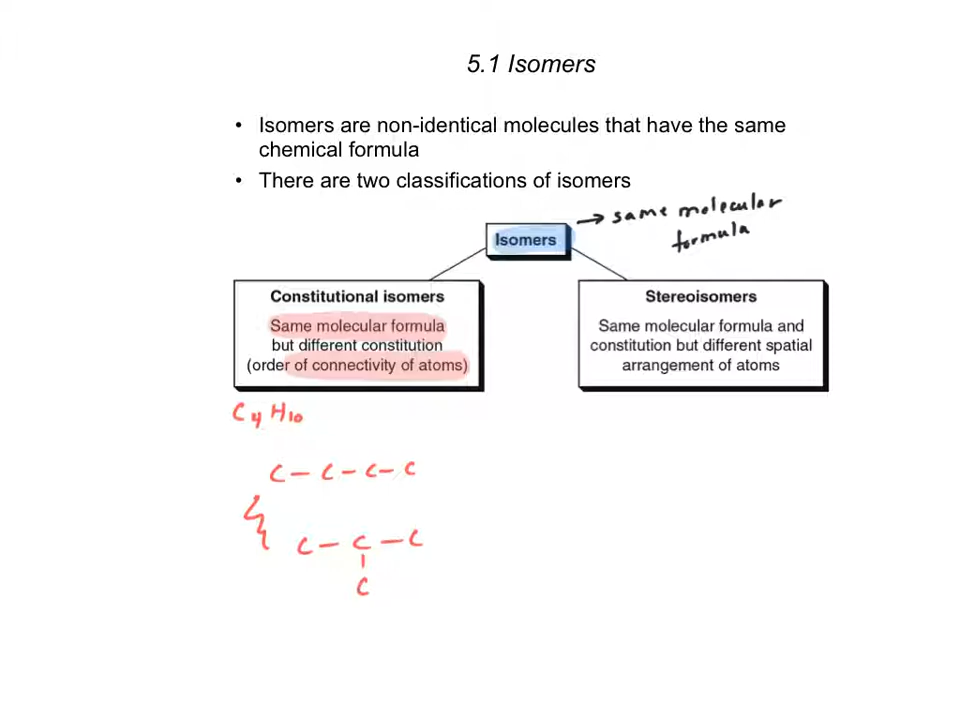 5.1 Isomers
• Isomers are non-identical molecules that have the same
chemical formula
• There are two classifications of isomers
→ same molecular
formula
Isomers
Constitutional isomers
Same molecular formula
but different constitution
(order of connectivity of atoms)
Stereoisomers
Same molecular formula and
constitution but different spatial
arrangement of atoms
C4H10
C - C - C - C
C - C - C
|
C